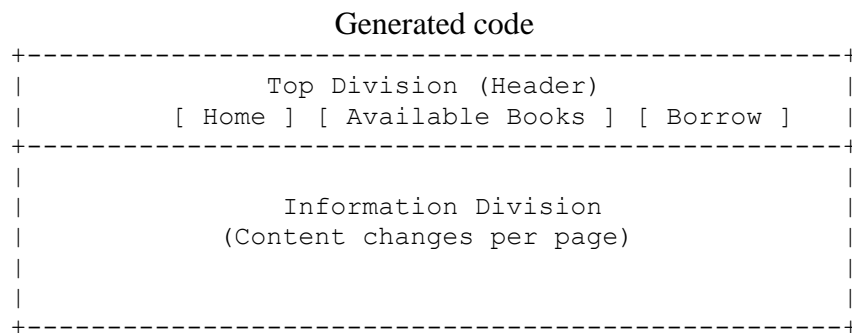 Generated code
+-----------------------------------------------------+
|                Top Division (Header)                |
|          [ Home ] [ Available Books ] [ Borrow ]    |
+-----------------------------------------------------+
|                                                     |
|                 Information Division                |
|             (Content changes per page)              |
|                                                     |
|                                                     |
+-----------------------------------------------------+